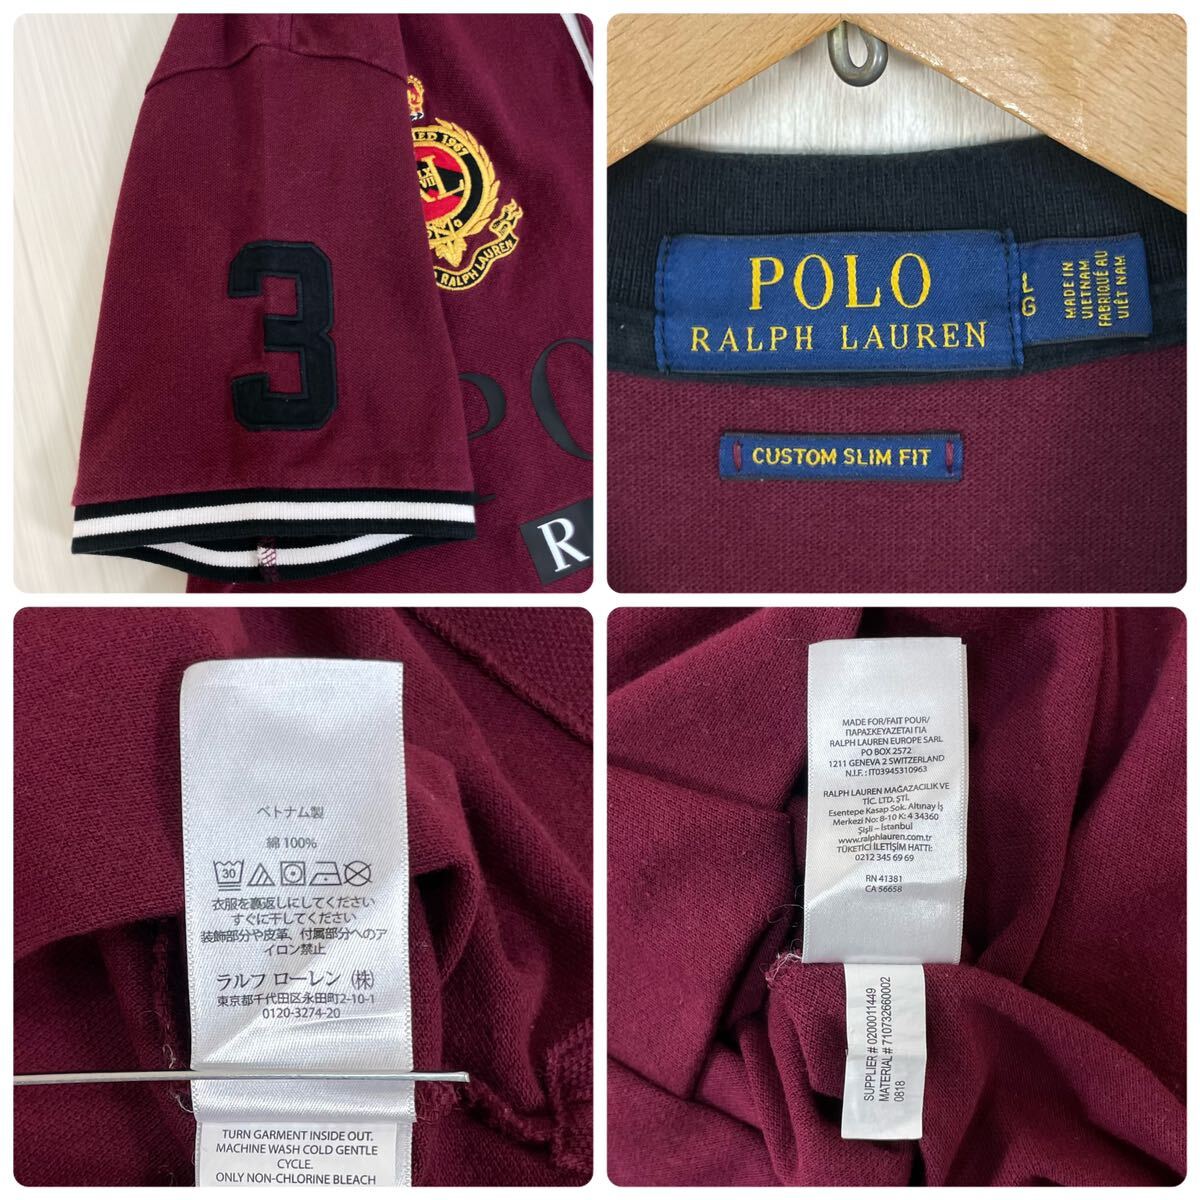 3
1967
RL
LXVII
RALPH LAUREN
PO
R
POLO
RALPH LAUREN
LG
MADE IN
VIETNAM
FABRIQUÉ AU
VIÊT NAM
CUSTOM SLIM FIT
ベトナム製
綿 100%
30
衣服を裏返しにしてください
すぐに干してください
装飾部分や皮革、付属部分へのア
イロン禁止
ラルフ ローレン (株)
東京都千代田区永田町2-10-1
0120-3274-20
TURN GARMENT INSIDE OUT.
MACHINE WASH COLD GENTLE
CYCLE.
ONLY NON-CHLORINE BLEACH
MADE FOR/FAIT POUR/
ΠΑΡΑΣΚΕΥΑΖΕΤΑΙ ΓΙΑ
RALPH LAUREN EUROPE SARL
PO BOX 2572
1211 GENEVA 2 SWITZERLAND
N.I.F. : IT03945310963
RALPH LAUREN MAĞAZACILIK VE
TİC. LTD. ŞTİ.
Esentepe Kasap Sok. Altınay İş
Merkezi No: 8-10 K: 4 34360
Şişli – İstanbul
www.ralphlauren.com.tr
TÜKETİCİ İLETİŞİM HATTI:
0212 345 69 69
RN 41381
CA 56658
SUPPLIER# 0200011449
MATERIAL# 710732660002
0818